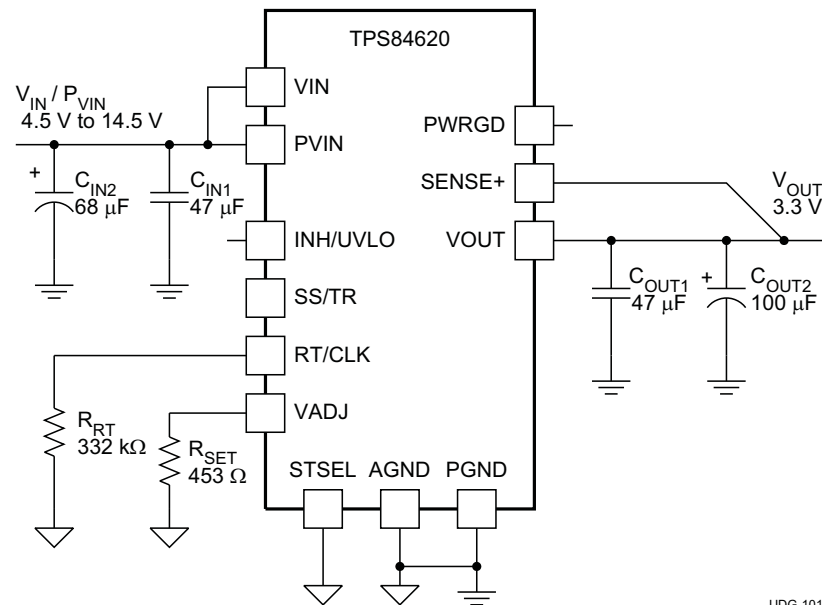 TPS84620
VIN
V_IN / P_VIN
4.5 V to 14.5 V
PWRGD
PVIN
+
C_IN2
68 μF
C_IN1
47 μF
SENSE+
V_OUT
3.3 V
INH/UVLO
VOUT
SS/TR
C_OUT1
47 μF
+
C_OUT2
100 μF
RT/CLK
VADJ
R_RT
332 kΩ
R_SET
453 Ω
STSEL AGND PGND